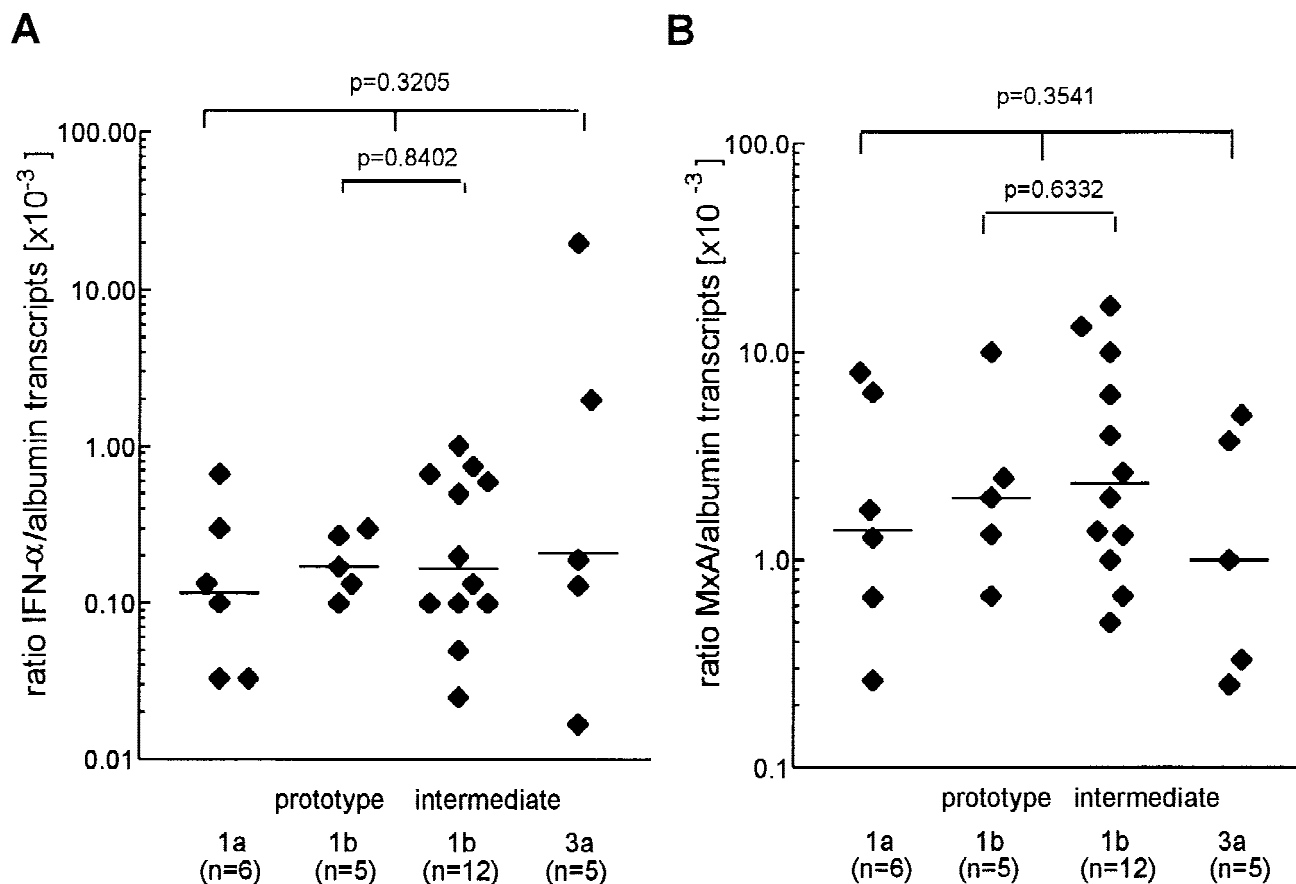 A
p=0.3205
p=0.8402
ratio IFN-α/albumin transcripts [x10-3 ]
100.00
10.00
1.00
0.10
0.01
prototype intermediate
1a 1b 1b 3a
(n=6) (n=5) (n=12) (n=5)
B
p=0.3541
p=0.6332
ratio MxA/albumin transcripts [x10 -3 ]
100.0
10.0
1.0
0.1
prototype intermediate
1a 1b 1b 3a
(n=6) (n=5) (n=12) (n=5)